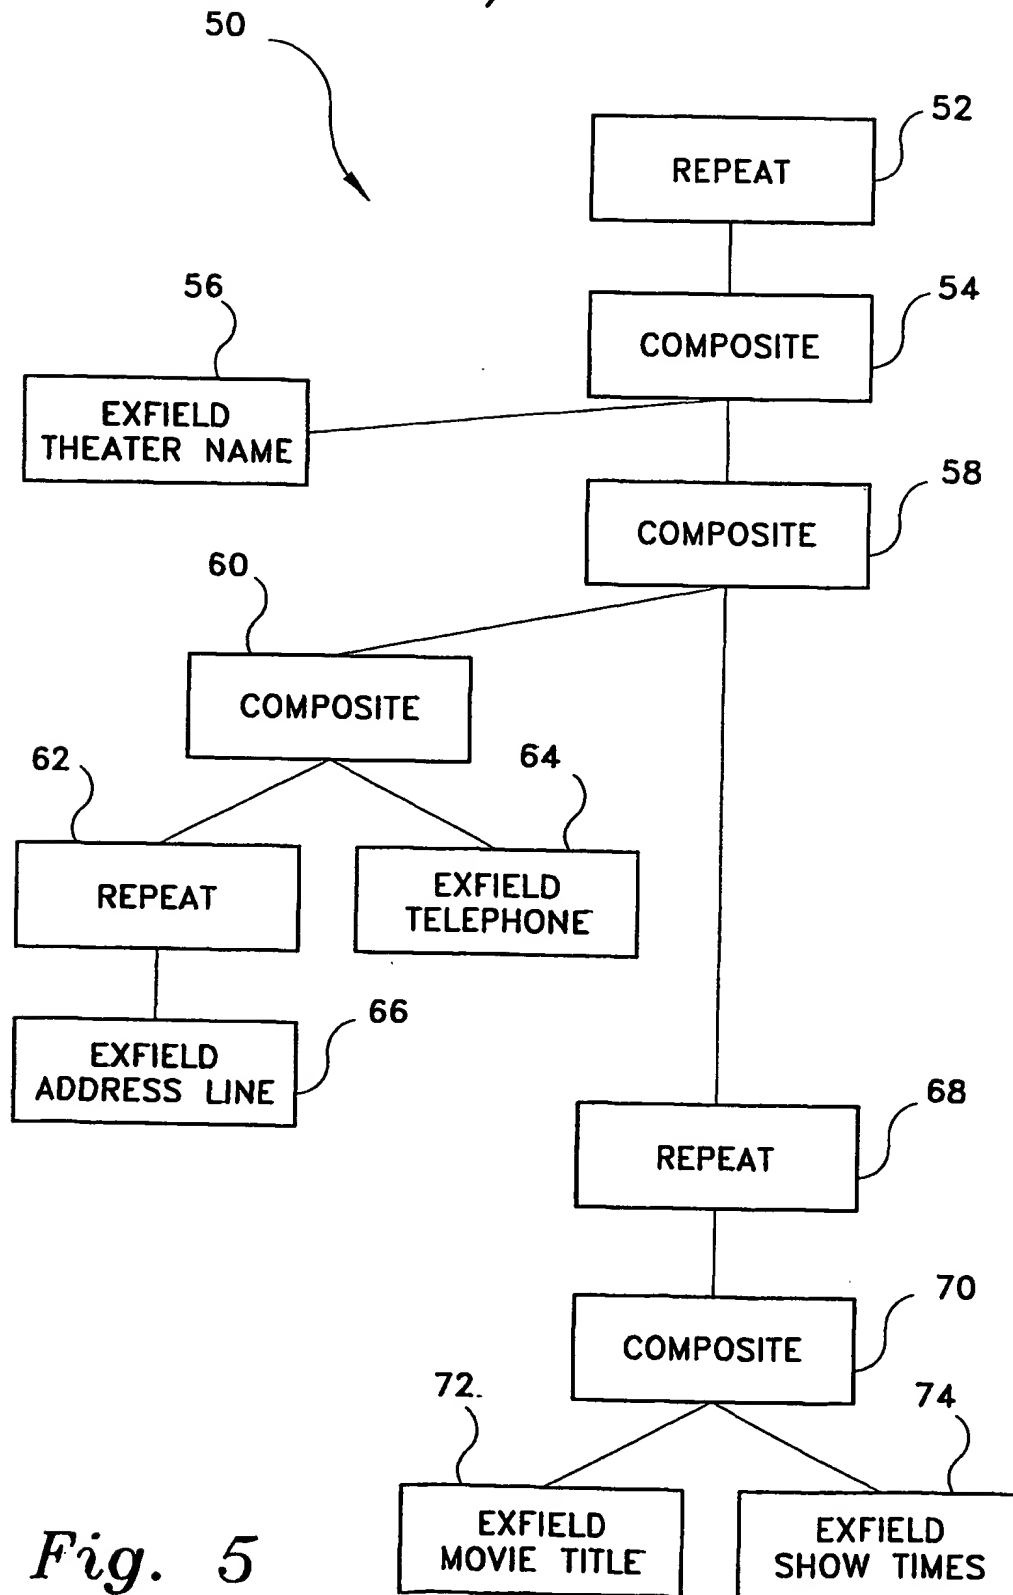 50
52
REPEAT
54
COMPOSITE
56
EXFIELD
THEATER NAME
58
COMPOSITE
60
COMPOSITE
62
REPEAT
64
EXFIELD
TELEPHONE
66
EXFIELD
ADDRESS LINE
68
REPEAT
70
COMPOSITE
72
EXFIELD
MOVIE TITLE
74
EXFIELD
SHOW TIMES
Fig. 5